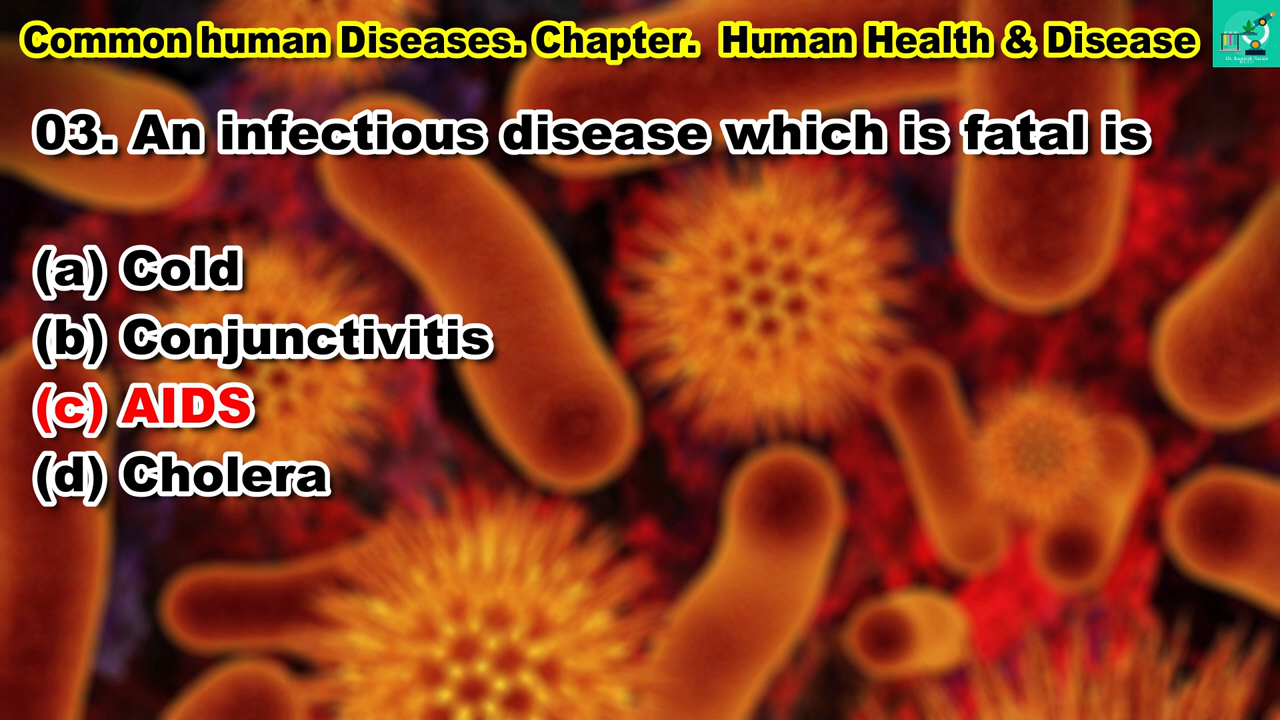 Common human Diseases. Chapter. Human Health & Disease
03. An infectious disease which is fatal is
(a) Cold
(b) Conjunctivitis
(c) AIDS
(d) Cholera